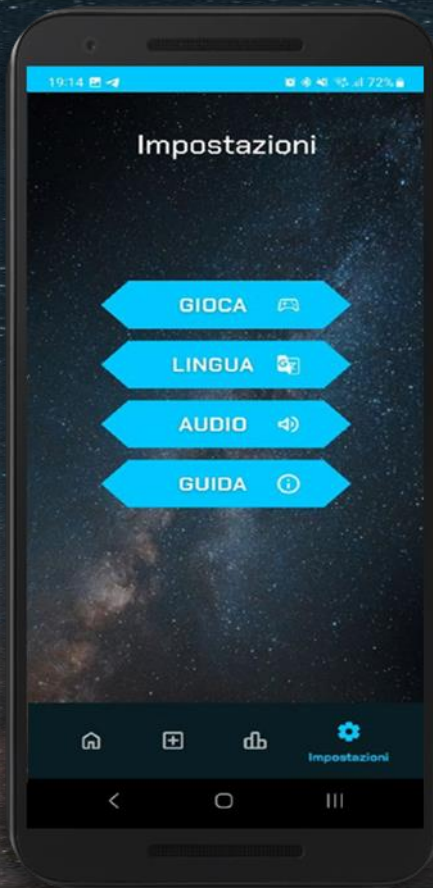 19:14 72%
Impostazioni
GIOCA
LINGUA
AUDIO
GUIDA
Impostazioni